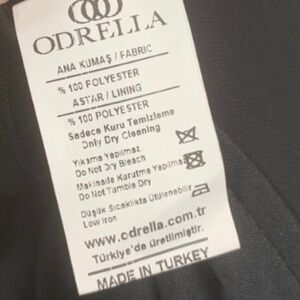 ODRELLA
ANA KUMAŞ / FABRIC
% 100 POLYESTER
ASTAR / LINING
% 100 POLYESTER
Sadece Kuru Temizleme
Only Dry Cleaning
Yıkama Yapılmaz
Do Not Dry Bleach
Makinada Kurutma Yapılmaz
Do Not Tumble Dry
Düşük Sıcaklıkta Ütülenebilir
Low Iron
www.odrella.com.tr
Türkiye'de üretilmiştir.
MADE IN TURKEY